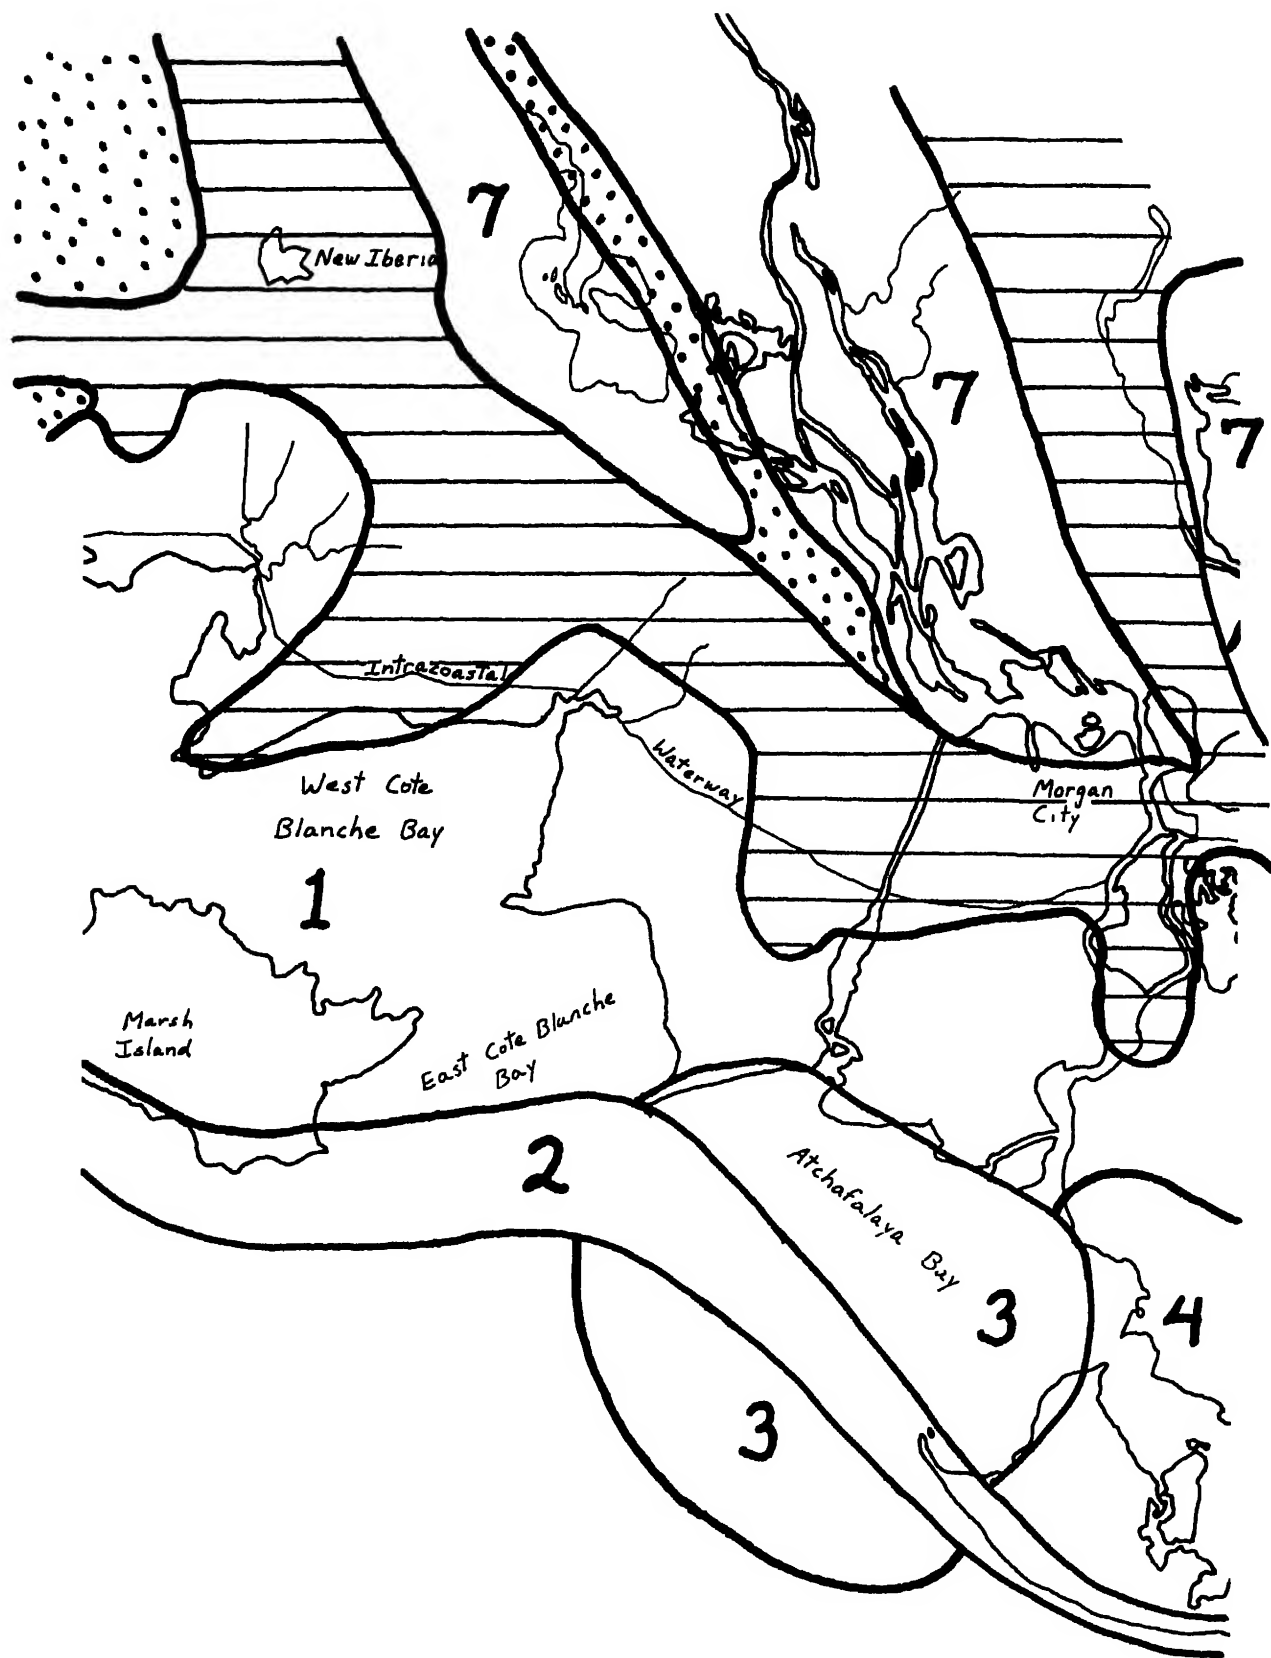 7
New Iberia
7
7
Intracoastal
Waterway
West Cote
Blanche Bay
Morgan
City
1
Marsh
Island
East Cote Blanche
Bay
2
Atchafalaya Bay
3
4
3